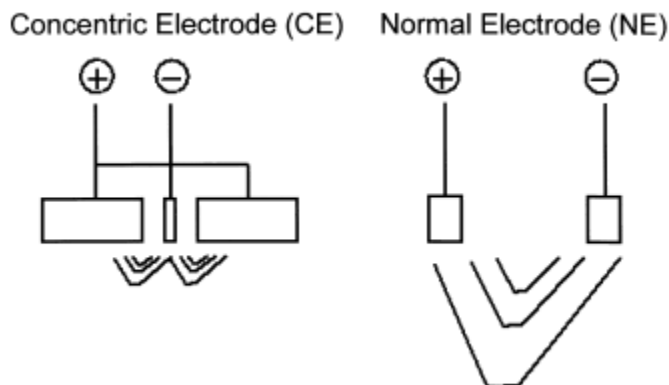 Concentric Electrode (CE) Normal Electrode (NE)
+ − + −